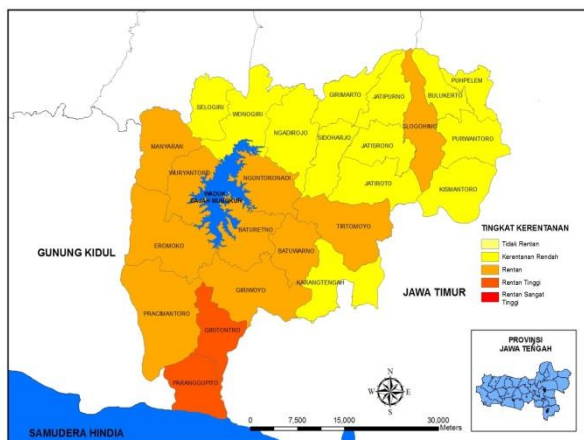 PUHPELEM
GIRIMARTO
JATIPURNO
BULUKERTO
SELOGIRI
WONOGIRI
SLOGOHIMO
NGADIROJO
SIDOHARJO
JATISRONO
PURWANTORO
MANYARAN
WURYANTORO
NGUNTORONADI
JATIROTO
KISMANTORO
WADUK
GAJAH MUNGKUR
TIRTOMOYO
BATURETNO
EROMOKO
BATUWARNO
GUNUNG KIDUL
KARANGTENGAH
GIRIWOYO
JAWA TIMUR
PRACIMANTORO
GIRITONTRO
PARANGGUPITO
SAMUDERA HINDIA
TINGKAT KERENTANAN
Tidak Rentan
Kerentanan Rendah
Rentan
Rentan Tinggi
Rentan Sangat
Tinggi
PROVINSI
JAWA TENGAH
N
W
E
S
0
7,500
15,000
30,000
Meters